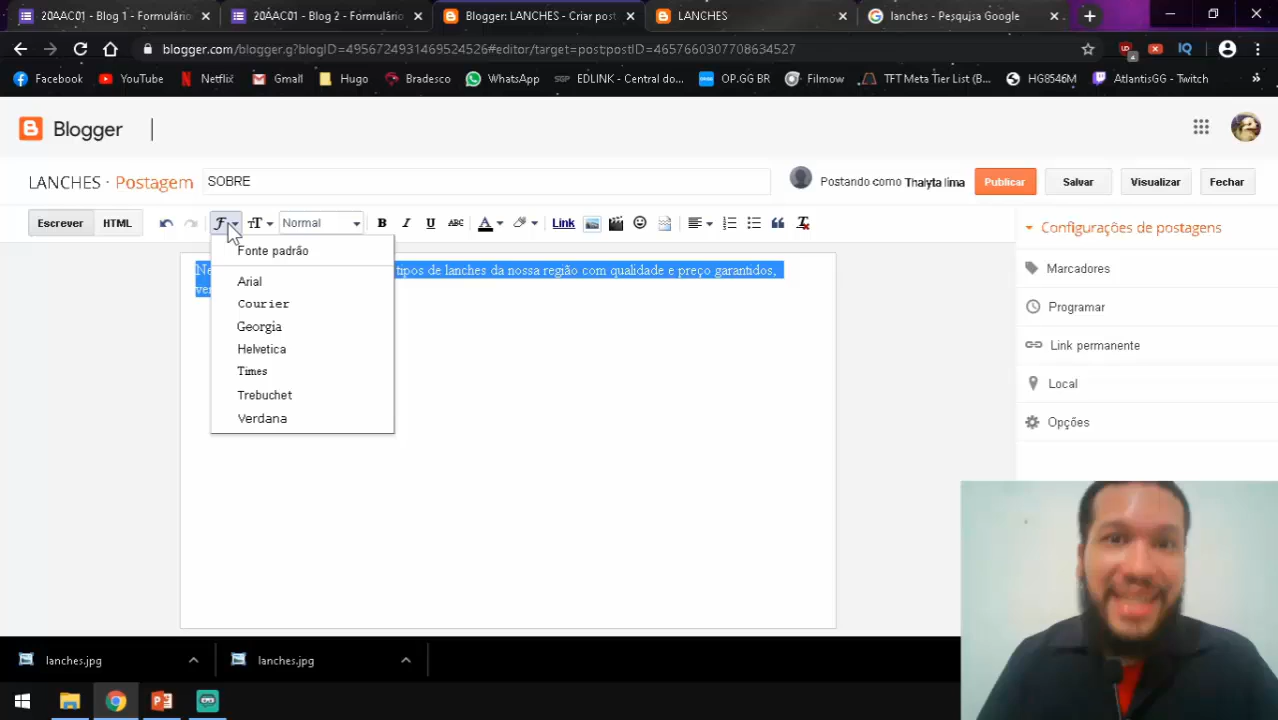 20AAC01 - Blog 1 - Formulário
20AAC01 - Blog 2 - Formulário
Blogger: LANCHES - Criar post
LANCHES
lanches - Pesquisa Google
blogger.com/blogger.g?blogID=4956724931469524526#editor/target=post;postID=4657660307708634527
Facebook
YouTube
Netflix
Gmail
Hugo
Bradesco
WhatsApp
EDLINK - Central do...
OP.GG BR
Filmow
TFT Meta Tier List (B...
HG8546M
AtlantisGG - Twitch
Blogger
LANCHES · Postagem
SOBRE
Postando como Thalyta lima
Publicar
Salvar
Visualizar
Fechar
Escrever
HTML
Normal
B
I
U
ABC
A
Link
Configurações de postagens
Fonte padrão
Arial
Courier
Georgia
Helvetica
Times
Trebuchet
Verdana
tipos de lanches da nossa região com qualidade e preço garantidos,
Marcadores
Programar
Link permanente
Local
Opções
lanches.jpg
lanches.jpg